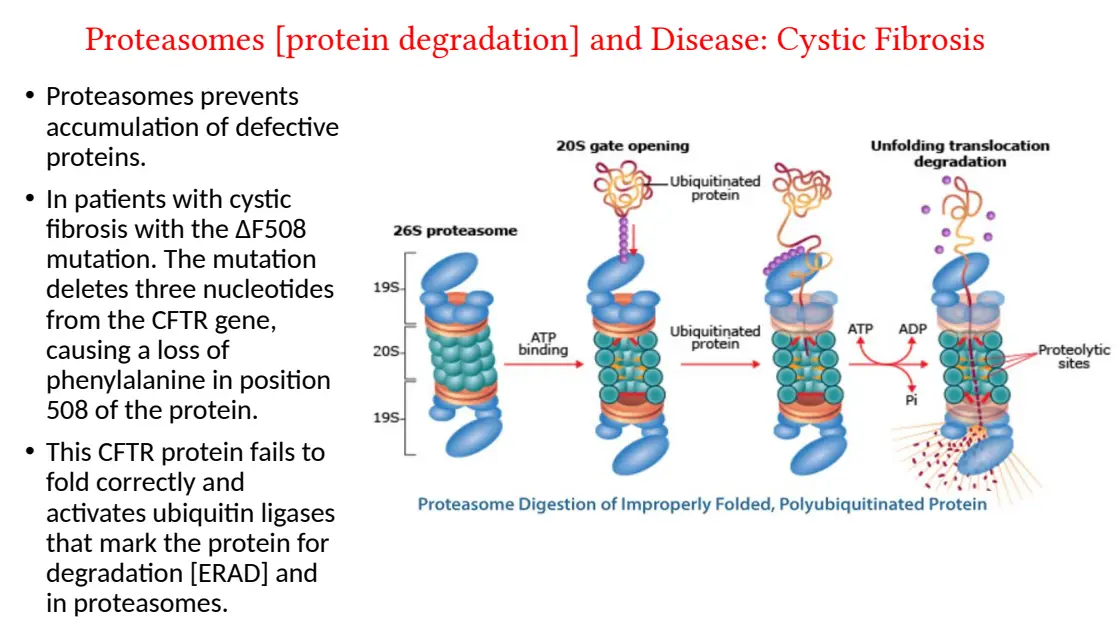 Proteasomes [protein degradation] and Disease: Cystic Fibrosis
• Proteasomes prevents
accumulation of defective
proteins.
• In patients with cystic
fibrosis with the ΔF508
mutation. The mutation
deletes three nucleotides
from the CFTR gene,
causing a loss of
phenylalanine in position
508 of the protein.
• This CFTR protein fails to
fold correctly and
activates ubiquitin ligases
that mark the protein for
degradation [ERAD] and
in proteasomes.
20S gate opening
Unfolding translocation
degradation
Ubiquitinated
protein
26S proteasome
19S
20S
19S
ATP
binding
Ubiquitinated
protein
ATP
ADP
Pi
Proteolytic
sites
Proteasome Digestion of Improperly Folded, Polyubiquitinated Protein